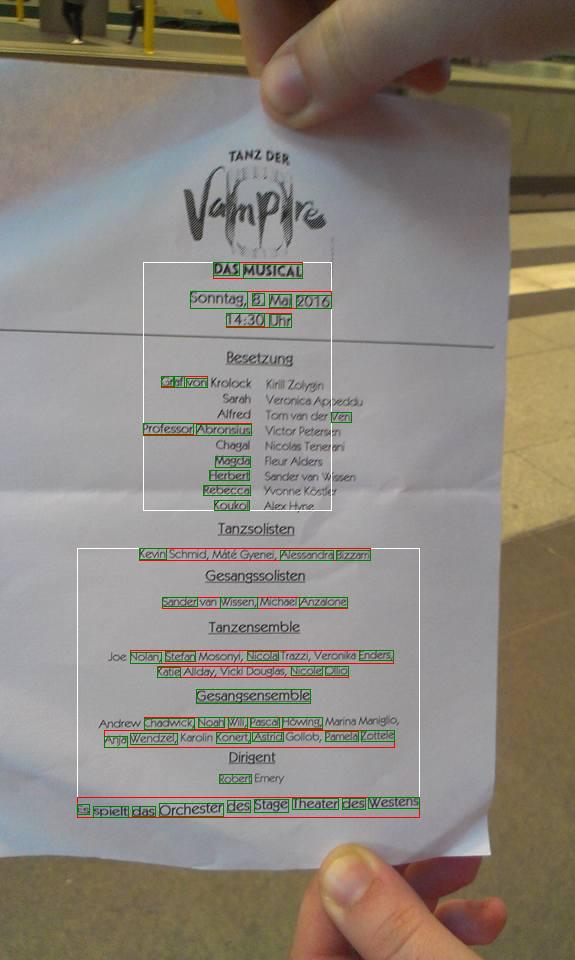 TANZ DER
Vampire
DAS MUSICAL
Sonntag, 8. Mai 2016
14:30 Uhr
Besetzung
Graf von Krolock Kirill Zolygin
Sarah Veronica Appeddu
Alfred Tom van der Ven
Professor Abronsius Victor Petersen
Chagal Nicolas Tenerani
Magda Fleur Alders
Herbert Sander van Wissen
Rebecca Yvonne Köstler
Koukol Alex Hyne
Tanzsolisten
Kevin Schmid, Máté Gyenei, Alessandra Bizzarri
Gesangssolisten
Sander van Wissen, Michael Anzalone
Tanzensemble
Joe Nolan, Stefan Mosonyi, Nicola Trazzi, Veronika Enders,
Katie Allday, Vicki Douglas, Nicole Ollio
Gesangsensemble
Andrew Chadwick, Noah Wili, Pascal Höwing, Marina Maniglio,
Anja Wendzel, Karolin Konert, Astrid Gollob, Pamela Zottele
Dirigent
Robert Emery
Es spielt das Orchester des Stage Theater des Westens